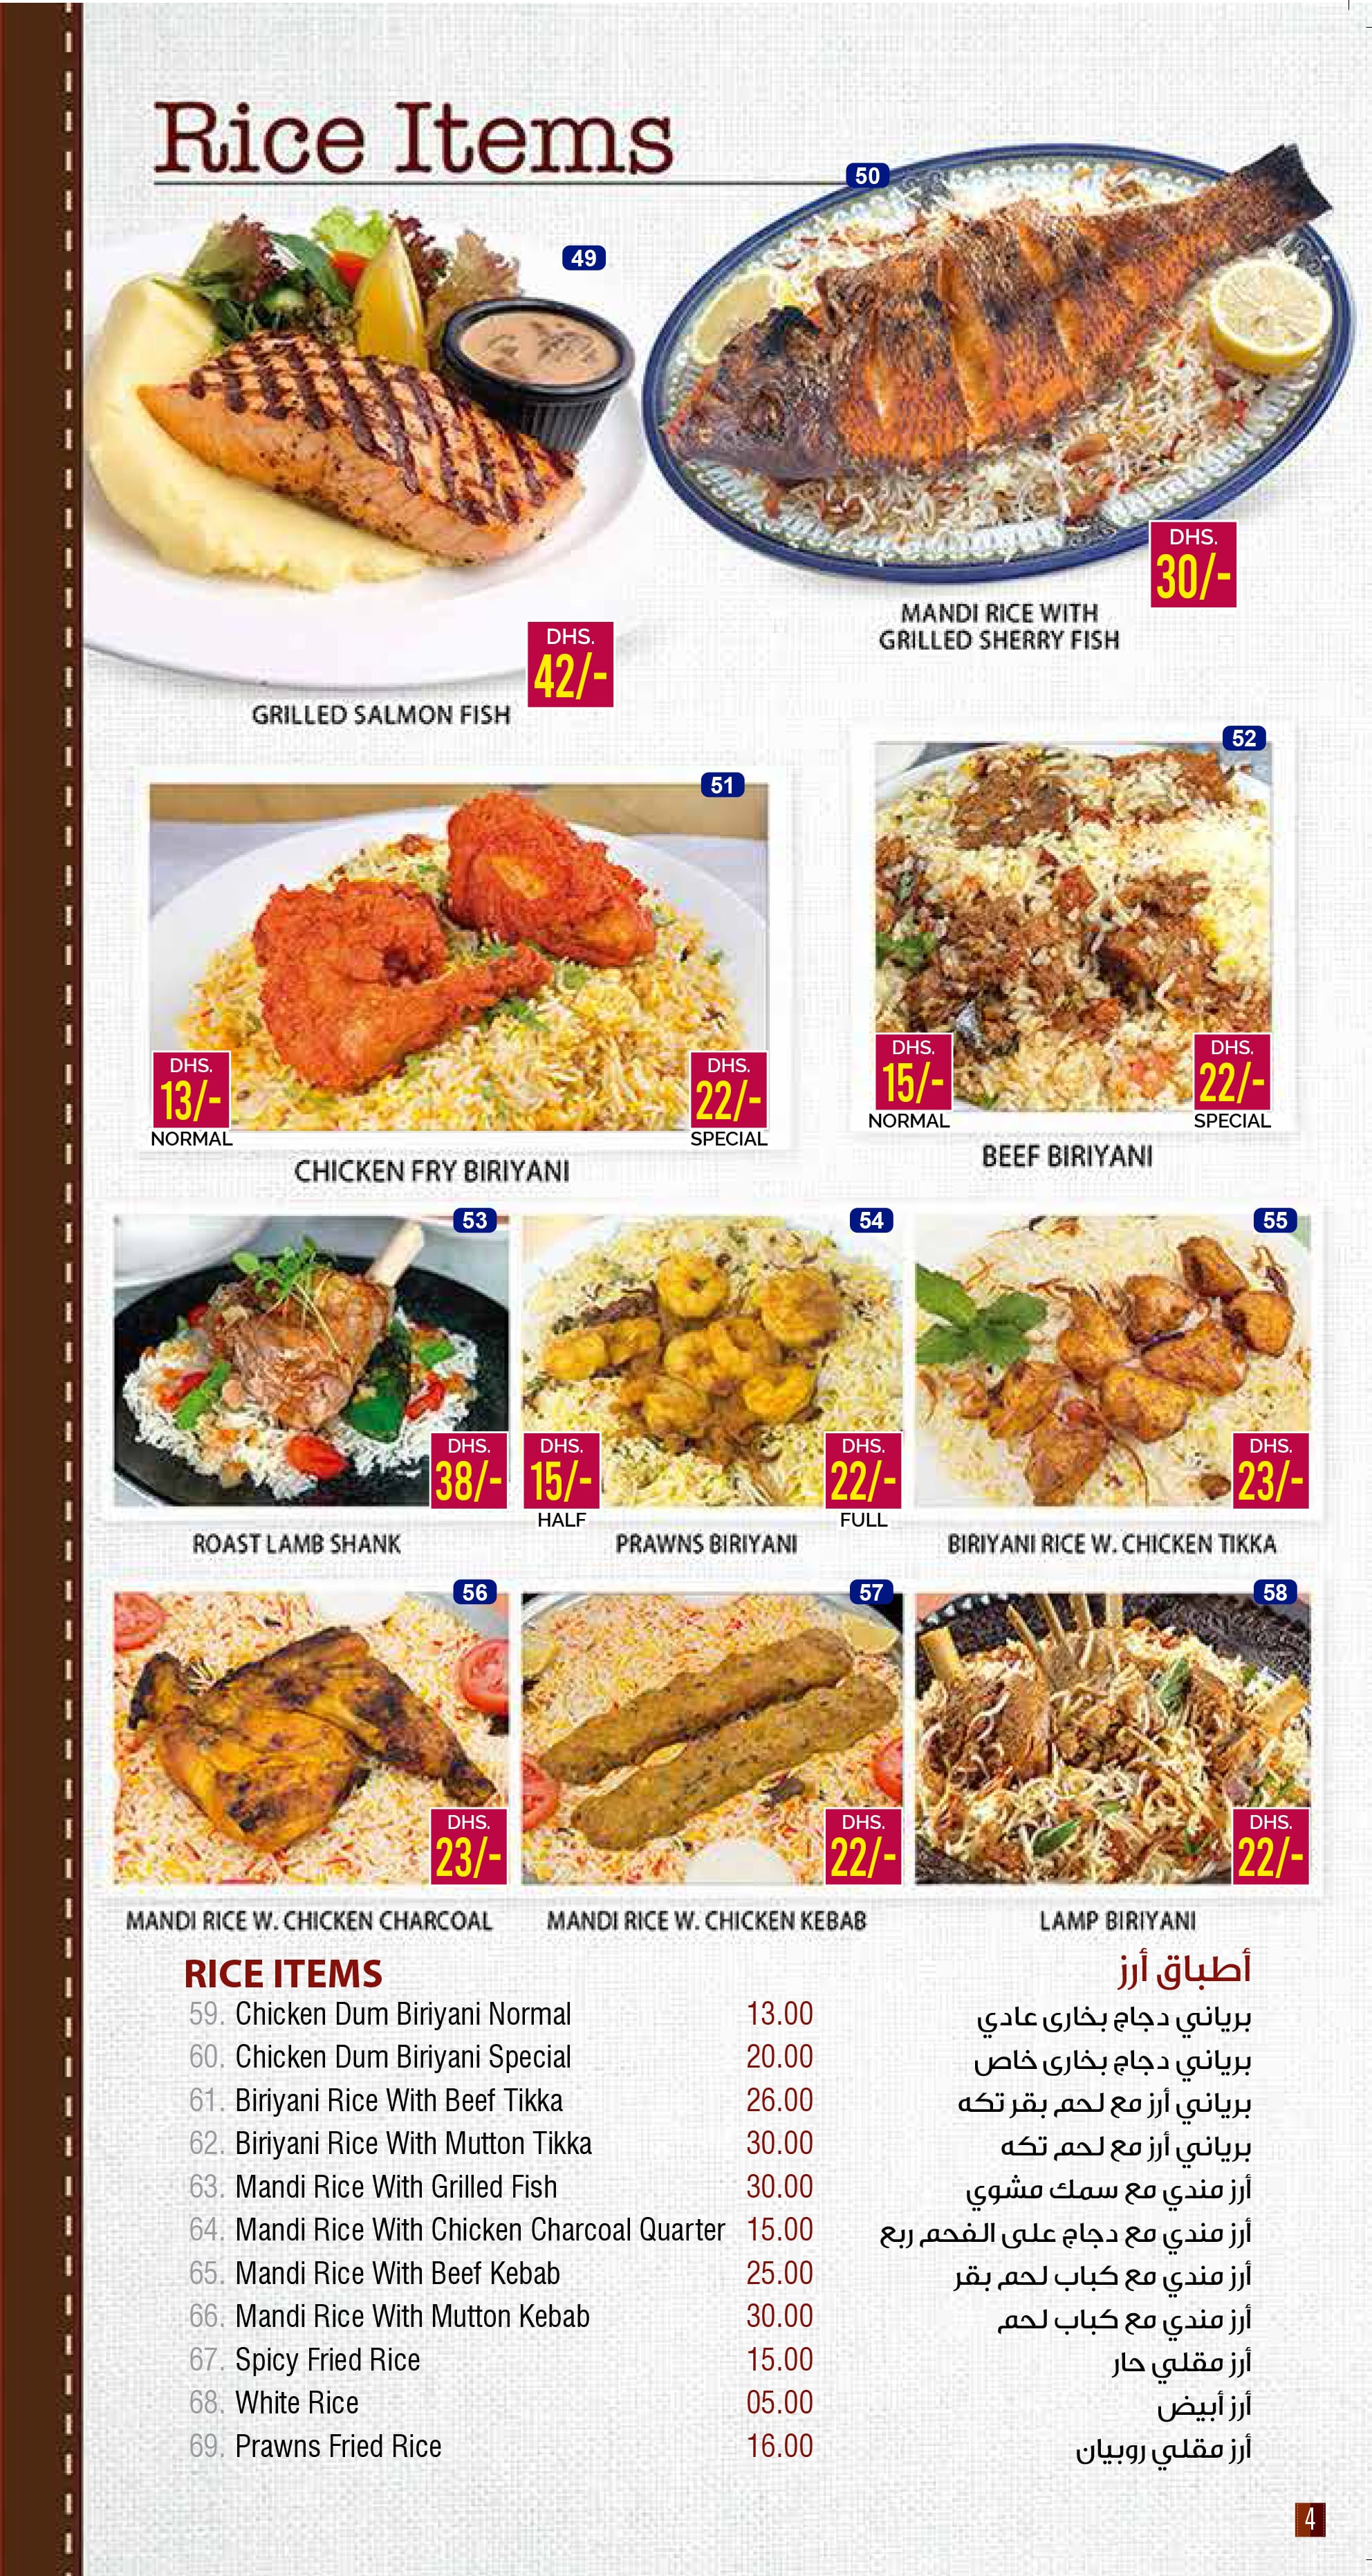 Rice Items
49
50
DHS.
42/-
GRILLED SALMON FISH
DHS.
30/-
MANDI RICE WITH
GRILLED SHERRY FISH
51
DHS.
13/-
NORMAL
DHS.
22/-
SPECIAL
CHICKEN FRY BIRIYANI
52
DHS.
15/-
NORMAL
DHS.
22/-
SPECIAL
BEEF BIRIYANI
53
DHS.
38/-
ROAST LAMB SHANK
54
DHS.
15/-
HALF
DHS.
22/-
FULL
PRAWNS BIRIYANI
55
DHS.
23/-
BIRIYANI RICE W. CHICKEN TIKKA
56
DHS.
23/-
MANDI RICE W. CHICKEN CHARCOAL
57
DHS.
22/-
MANDI RICE W. CHICKEN KEBAB
58
DHS.
22/-
LAMP BIRIYANI
RICE ITEMS أطباق أرز
59. Chicken Dum Biriyani Normal 13.00 برياني دجاج بخارى عادي
60. Chicken Dum Biriyani Special 20.00 برياني دجاج بخارى خاص
61. Biriyani Rice With Beef Tikka 26.00 برياني أرز مع لحم بقر تكه
62. Biriyani Rice With Mutton Tikka 30.00 برياني أرز مع لحم تكه
63. Mandi Rice With Grilled Fish 30.00 أرز مندي مع سمك مشوي
64. Mandi Rice With Chicken Charcoal Quarter 15.00 أرز مندي مع دجاج على الفحم ربع
65. Mandi Rice With Beef Kebab 25.00 أرز مندي مع كباب لحم بقر
66. Mandi Rice With Mutton Kebab 30.00 أرز مندي مع كباب لحم
67. Spicy Fried Rice 15.00 أرز مقلي حار
68. White Rice 05.00 أرز أبيض
69. Prawns Fried Rice 16.00 أرز مقلي روبيان
4